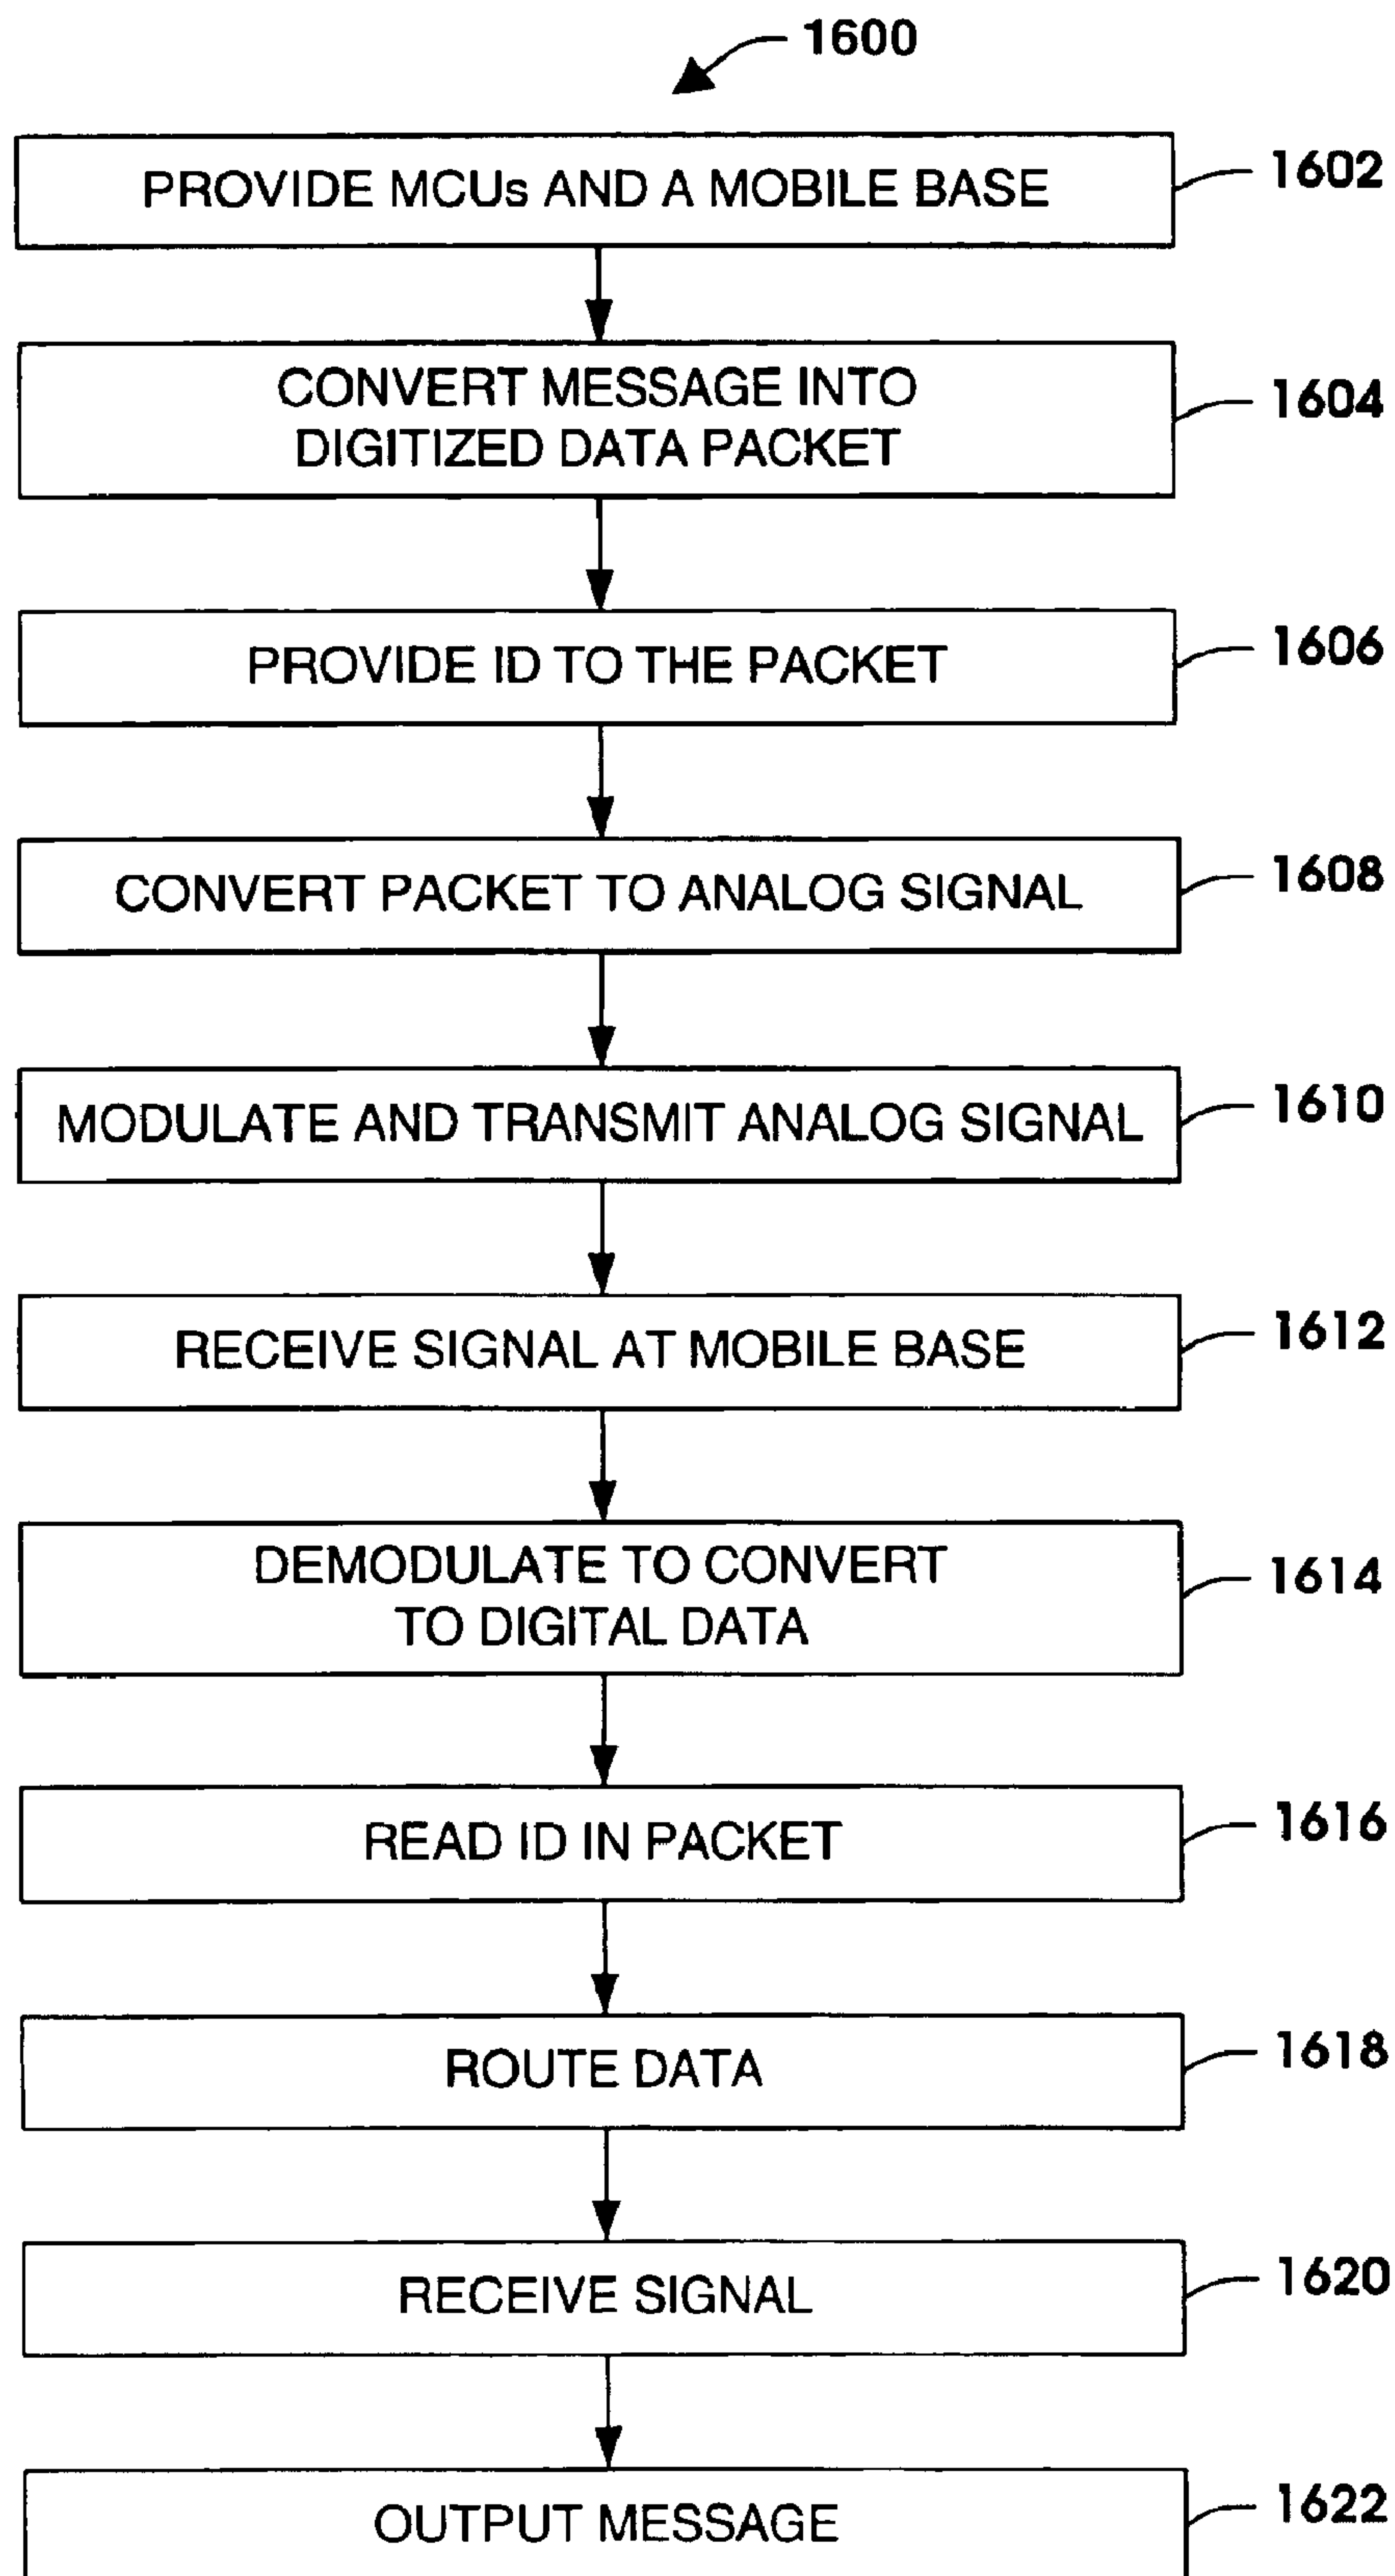 1600
PROVIDE MCUs AND A MOBILE BASE
1602
CONVERT MESSAGE INTO
DIGITIZED DATA PACKET
1604
PROVIDE ID TO THE PACKET
1606
CONVERT PACKET TO ANALOG SIGNAL
1608
MODULATE AND TRANSMIT ANALOG SIGNAL
1610
RECEIVE SIGNAL AT MOBILE BASE
1612
DEMODULATE TO CONVERT
TO DIGITAL DATA
1614
READ ID IN PACKET
1616
ROUTE DATA
1618
RECEIVE SIGNAL
1620
OUTPUT MESSAGE
1622